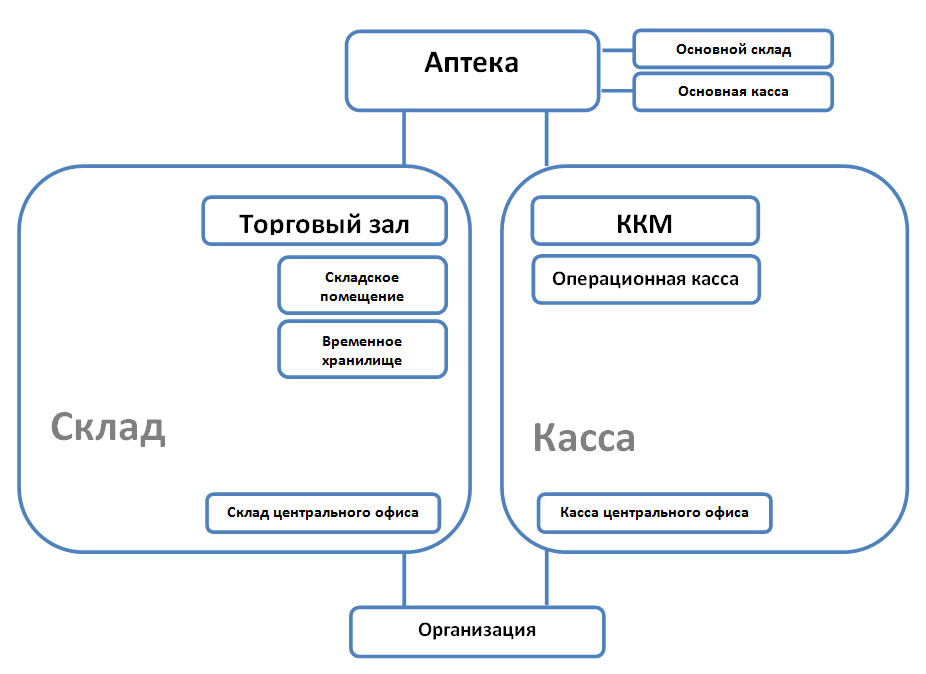 Аптека
Основной склад
Основная касса
Торговый зал
Складское
помещение
Временное
хранилище
Склад
Склад центрального офиса
ККМ
Операционная касса
Касса
Касса центрального офиса
Организация